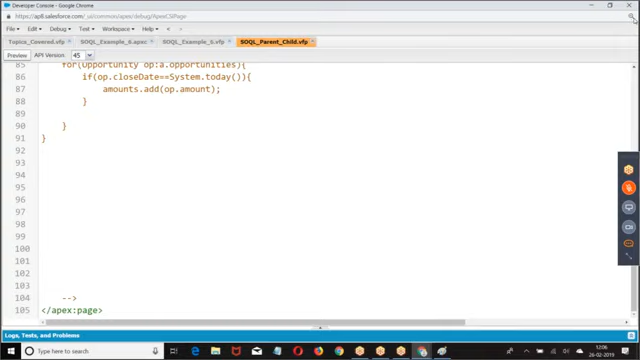 Developer Console - Google Chrome
https://ap8.salesforce.com/_ui/common/apex/debug/ApexCSIPage
File Edit Debug Test Workspace Help < >
Topics_Covered.vfp SOQL_Example_6.apxc SOQL_Example_5.vfp SOQL_Parent_Child.vfp
Preview API Version 45
85 for(Opportunity op:a.opportunities){
86 if(op.closeDate==System.today()){
87 amounts.add(op.amount);
88 }
89
90 }
91 }
92
93
94
95
96
97
98
99
100
101
102
103
104 -->
105 </apex:page>
Logs, Tests, and Problems
Type here to search
12:06
26-02-2019